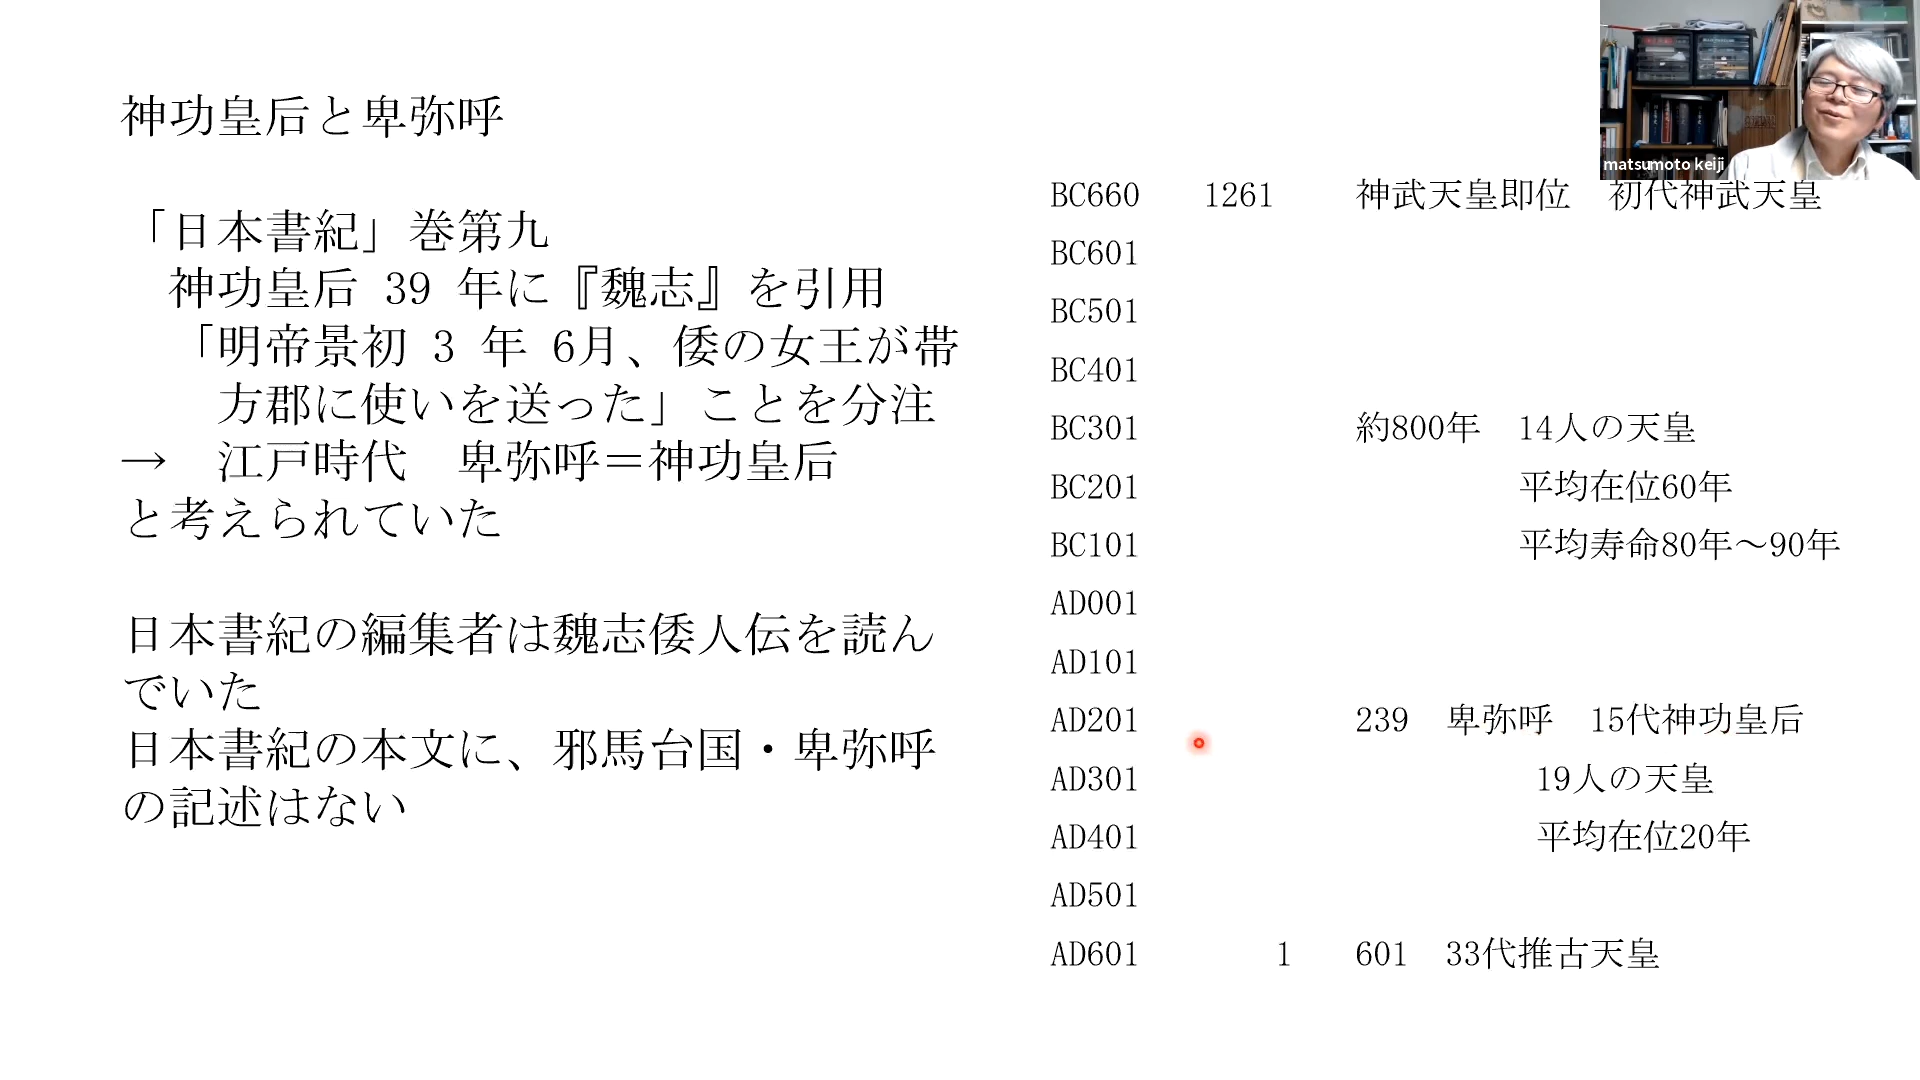 神功皇后と卑弥呼
「日本書紀」巻第九
神功皇后 39 年に『魏志』を引用
「明帝景初 3 年 6月、倭の女王が帯
方郡に使いを送った」ことを分注
→ 江戸時代 卑弥呼＝神功皇后
と考えられていた
日本書紀の編集者は魏志倭人伝を読ん
でいた
日本書紀の本文に、邪馬台国・卑弥呼
の記述はない
matsumoto keiji
BC660 1261 神武天皇即位 初代神武天皇
BC601
BC501
BC401
BC301 約800年 14人の天皇
BC201 平均在位60年
BC101 平均寿命80年～90年
AD001
AD101
AD201 239 卑弥呼 15代神功皇后
AD301 19人の天皇
AD401 平均在位20年
AD501
AD601 1 601 33代推古天皇